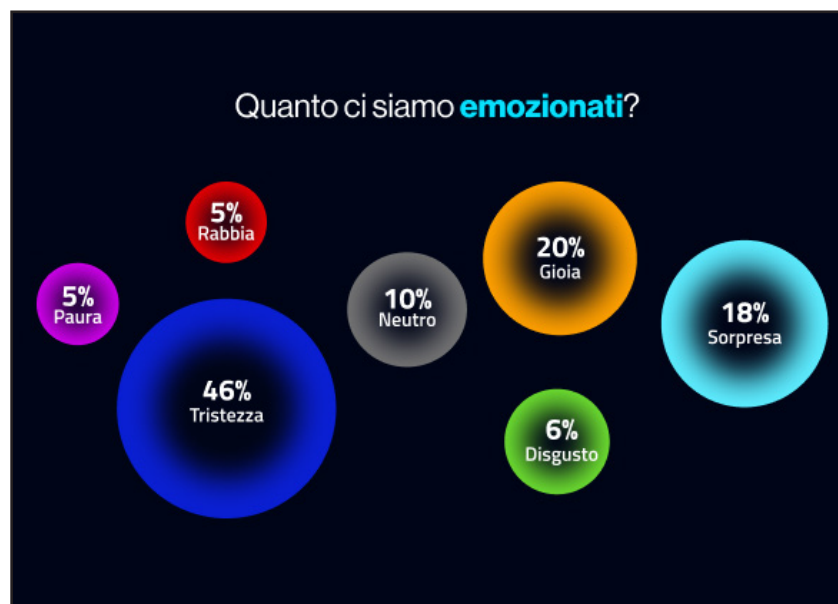 Quanto ci siamo emozionati?
5%
Rabbia
5%
Paura
46%
Tristezza
10%
Neutro
20%
Gioia
6%
Disgusto
18%
Sorpresa